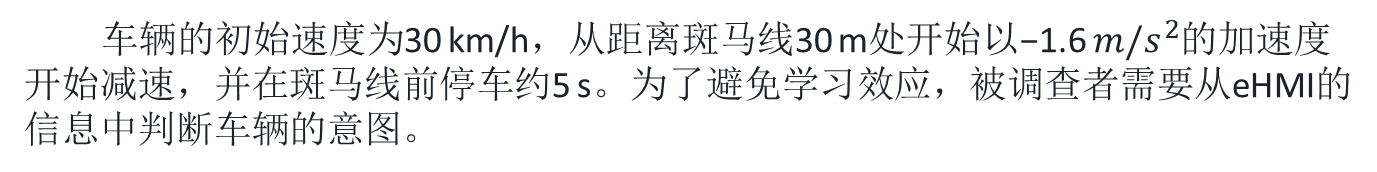 车辆的初始速度为30 km/h，从距离斑马线30 m处开始以−1.6 m/s²的加速度
开始减速，并在斑马线前停车约5 s。为了避免学习效应，被调查者需要从eHMI的
信息中判断车辆的意图。